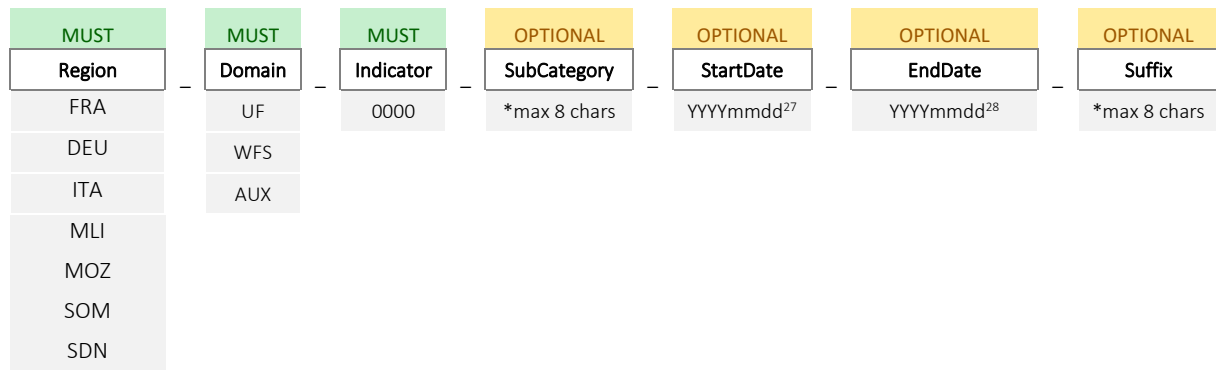 MUST MUST MUST OPTIONAL OPTIONAL OPTIONAL OPTIONAL
Region _ Domain _ Indicator _ SubCategory _ StartDate _ EndDate _ Suffix
FRA UF 0000 *max 8 chars YYYYmmdd27 YYYYmmdd28 *max 8 chars
DEU WFS
ITA AUX
MLI
MOZ
SOM
SDN